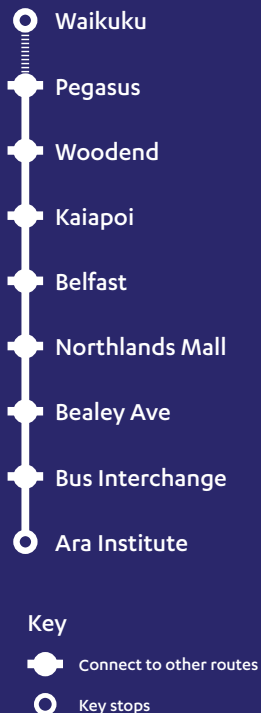 Waikuku
Pegasus
Woodend
Kaiapoi
Belfast
Northlands Mall
Bealey Ave
Bus Interchange
Ara Institute
Key
Connect to other routes
Key stops